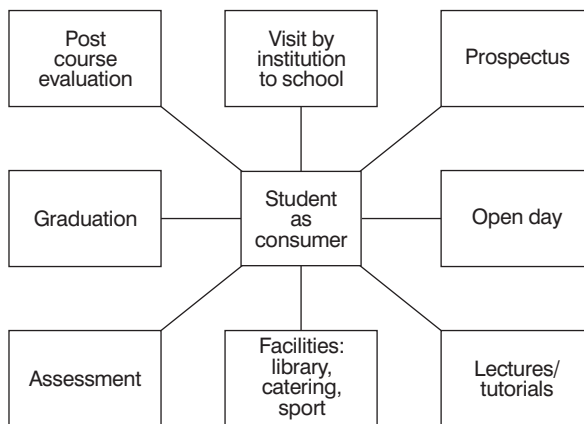 Post
course
evaluation
Visit by
institution
to school
Prospectus
Graduation
Student
as
consumer
Open day
Assessment
Facilities:
library,
catering,
sport
Lectures/
tutorials